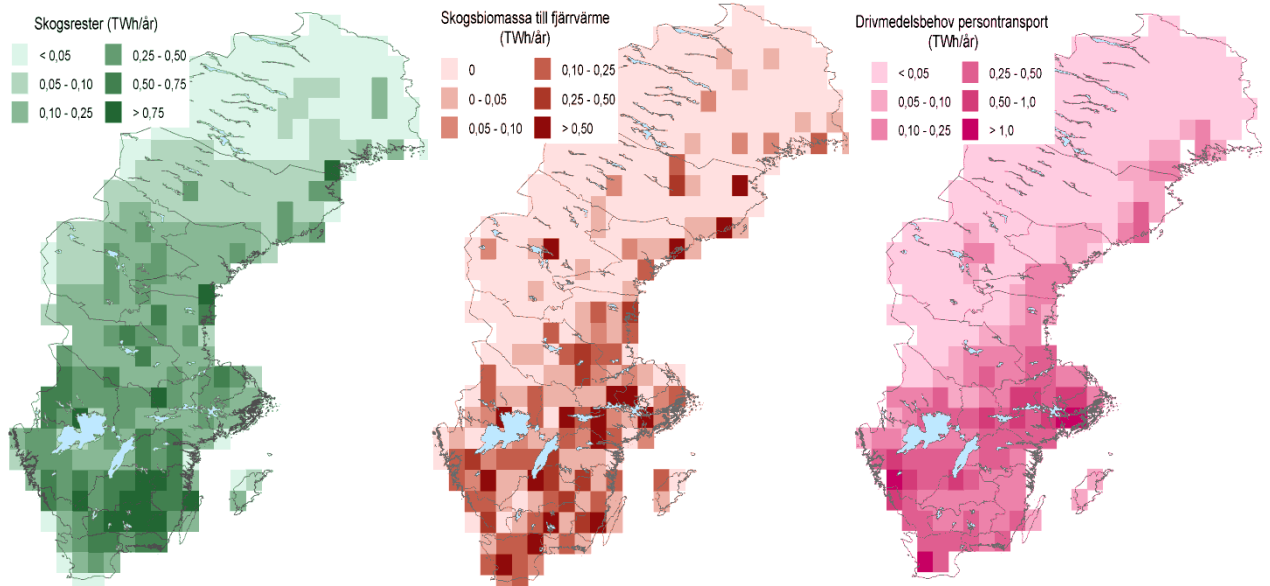 Skogsrester (TWh/år)
< 0,05
0,05 - 0,10
0,10 - 0,25
0,25 - 0,50
0,50 - 0,75
> 0,75
Skogsbiomassa till fjärrvärme
(TWh/år)
0
0 - 0,05
0,05 - 0,10
0,10 - 0,25
0,25 - 0,50
> 0,50
Drivmedelsbehov persontransport
(TWh/år)
< 0,05
0,05 - 0,10
0,10 - 0,25
0,25 - 0,50
0,50 - 1,0
> 1,0